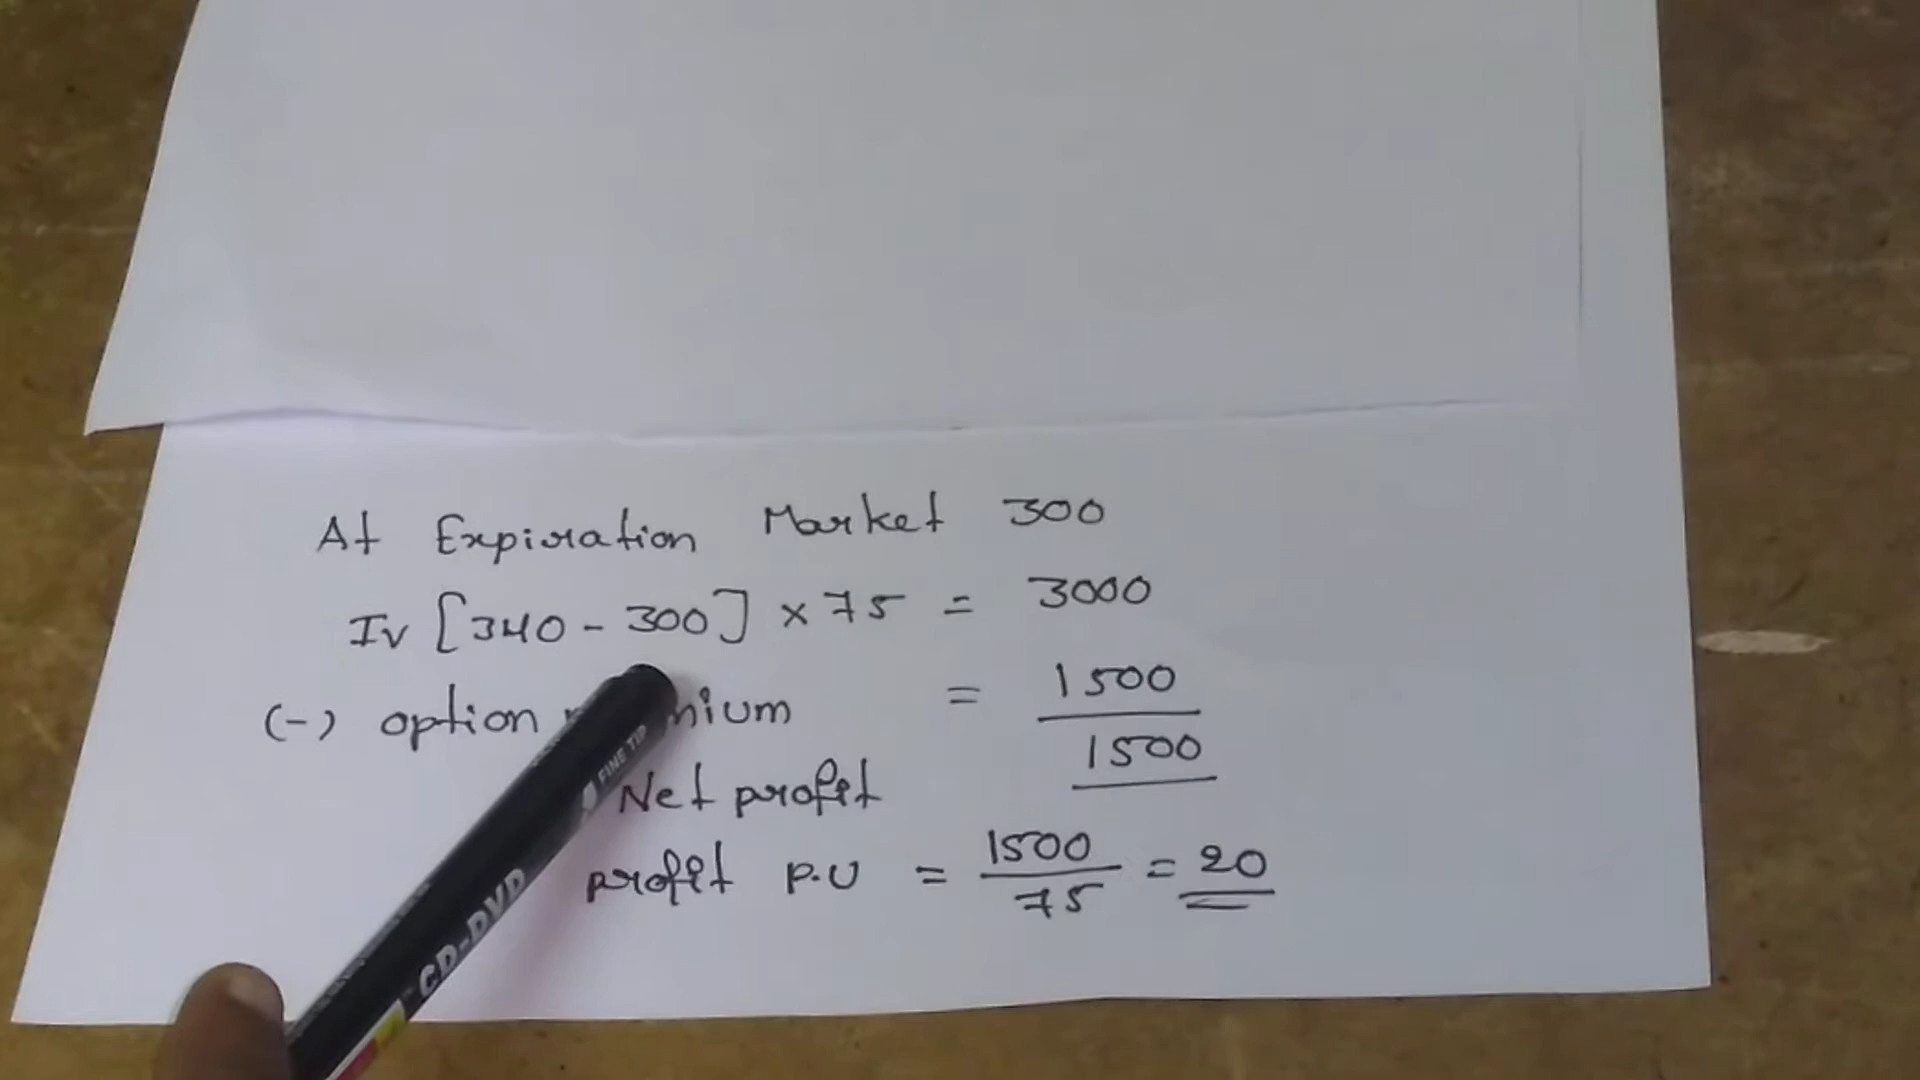 At Expiration Market 300
IV [340 - 300] × 75 = 3000
(-) option = 1500
Net profit 1500
profit P.U = 1500/75 = 20
FINE TIP
CD-DVD